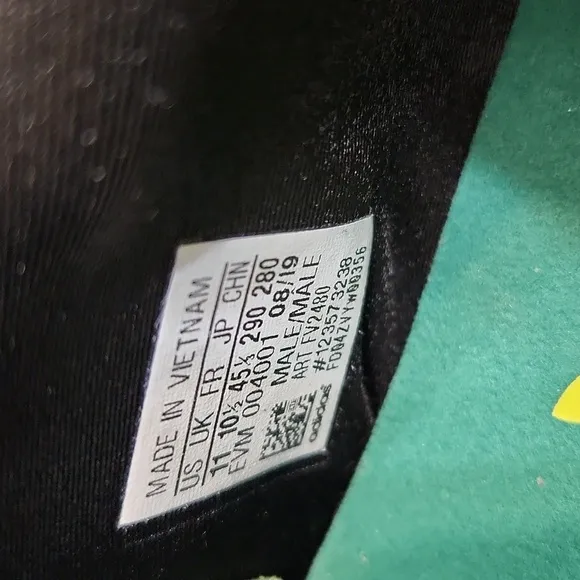 MADE IN VIETNAM
US UK FR JP CHN
11 10½ 45⅓ 290 280
EVM 004001 08/19
MALE/MALE
ART FV2480
#123573238
FD04ZVYW00356
adidas